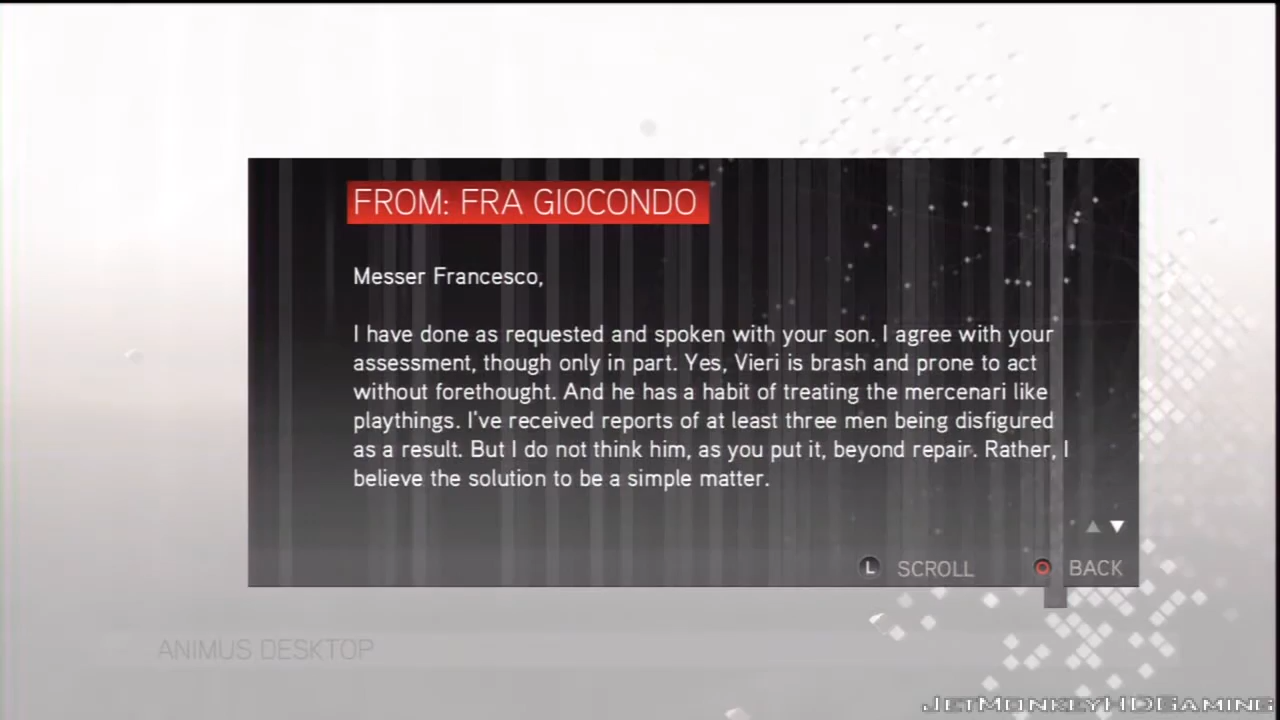 FROM: FRA GIOCONDO
Messer Francesco,
I have done as requested and spoken with your son. I agree with your
assessment, though only in part. Yes, Vieri is brash and prone to act
without forethought. And he has a habit of treating the mercenari like
playthings. I've received reports of at least three men being disfigured
as a result. But I do not think him, as you put it, beyond repair. Rather, I
believe the solution to be a simple matter.
L SCROLL BACK
ANIMUS DESKTOP
JetMonkeyHDGaming